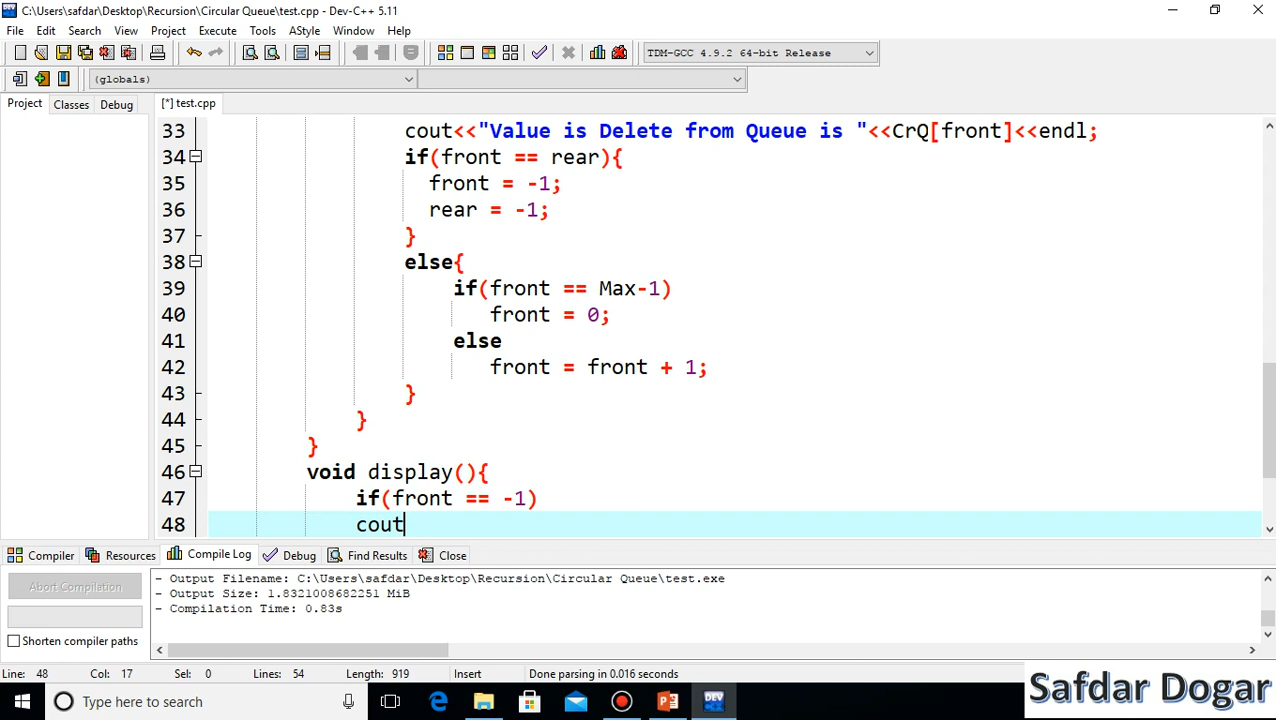 C:\Users\safdar\Desktop\Recursion\Circular Queue\test.cpp - Dev-C++ 5.11
File Edit Search View Project Execute Tools AStyle Window Help
TDM-GCC 4.9.2 64-bit Release
(globals)
Project Classes Debug [*] test.cpp
33 cout<<"Value is Delete from Queue is "<<CrQ[front]<<endl;
34 if(front == rear){
35 front = -1;
36 rear = -1;
37 }
38 else{
39 if(front == Max-1)
40 front = 0;
41 else
42 front = front + 1;
43 }
44 }
45 }
46 void display(){
47 if(front == -1)
48 cout
Compiler Resources Compile Log Debug Find Results Close
Abort Compilation
Shorten compiler paths
- Output Filename: C:\Users\safdar\Desktop\Recursion\Circular Queue\test.exe
- Output Size: 1.8321008682251 MiB
- Compilation Time: 0.83s
Line: 48 Col: 17 Sel: 0 Lines: 54 Length: 919 Insert Done parsing in 0.016 seconds
Type here to search
DEV
Safdar Dogar